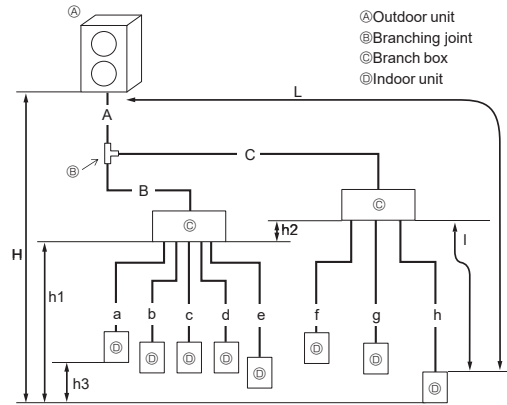 Ⓐ
ⒶOutdoor unit
ⒷBranching joint
ⒸBranch box
ⒹIndoor unit
L
A
Ⓑ
C
B
Ⓒ
Ⓒ
h2
l
H
h1
a
b
c
d
e
f
g
h
Ⓓ
Ⓓ
Ⓓ
Ⓓ
Ⓓ
Ⓓ
Ⓓ
Ⓓ
h3